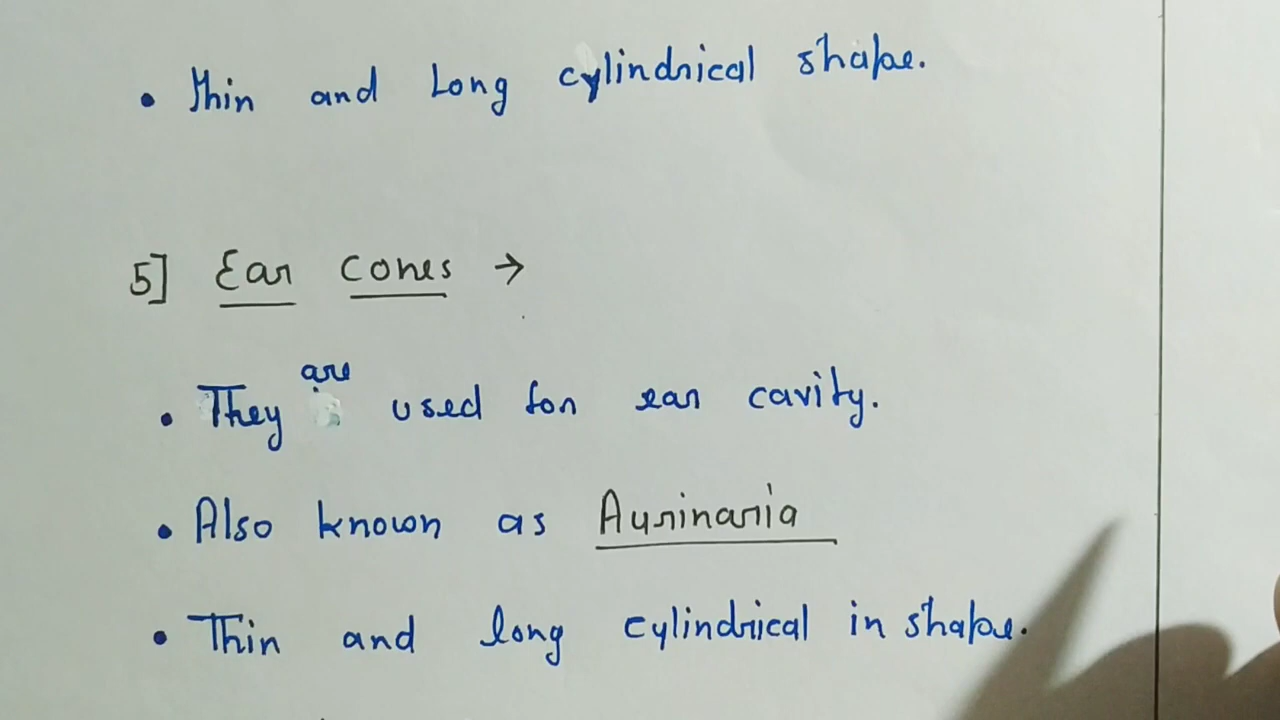 • thin and Long cylindrical shape.
5] Ear Cones →
are
• They used for ear cavity.
• Also known as Aurinaria
• Thin and long cylindrical in shape.